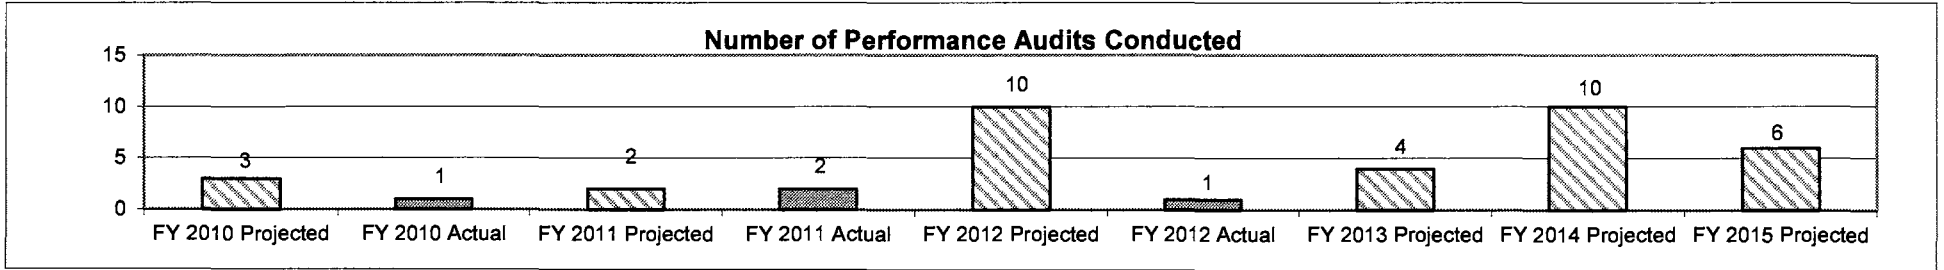 Number of Performance Audits Conducted
15
10
5
0
3
1
2
2
10
1
4
10
6
FY 2010 Projected
FY 2010 Actual
FY 2011 Projected
FY 2011 Actual
FY 2012 Projected
FY 2012 Actual
FY 2013 Projected
FY 2014 Projected
FY 2015 Projected